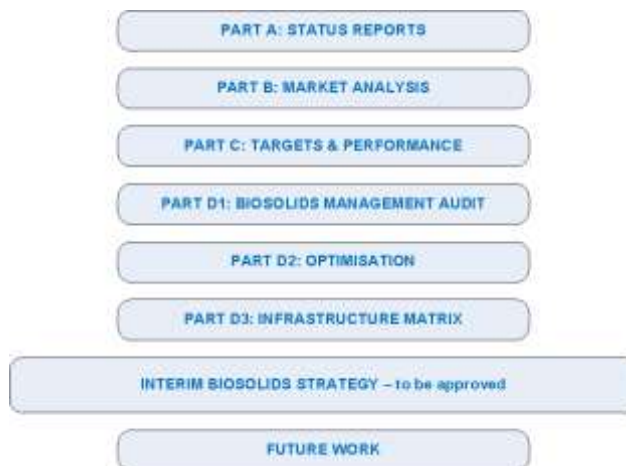 PART A: STATUS REPORTS
PART B: MARKET ANALYSIS
PART C: TARGETS & PERFORMANCE
PART D1: BIOSOLIDS MANAGEMENT AUDIT
PART D2: OPTIMISATION
PART D3: INFRASTRUCTURE MATRIX
INTERIM BIOSOLIDS STRATEGY – to be approved
FUTURE WORK